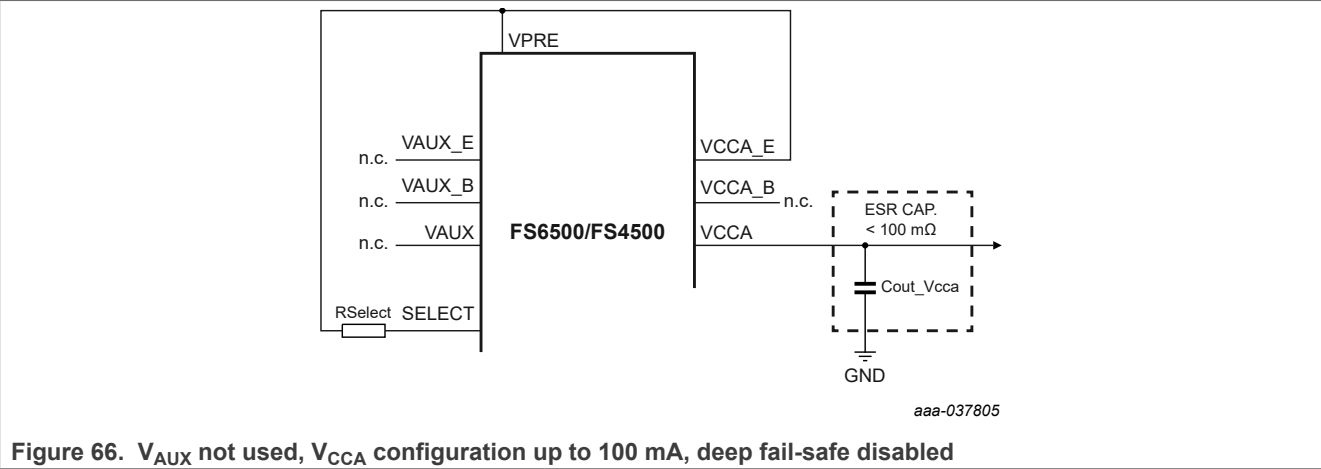 VPRE
VAUX_E
n.c.
VAUX_B
n.c.
VAUX
n.c.
RSelect SELECT
FS6500/FS4500
VCCA_E
VCCA_B
n.c.
VCCA
ESR CAP.
< 100 mΩ
Cout_Vcca
GND
aaa-037805
Figure 66. VAUX not used, VCCA configuration up to 100 mA, deep fail-safe disabled